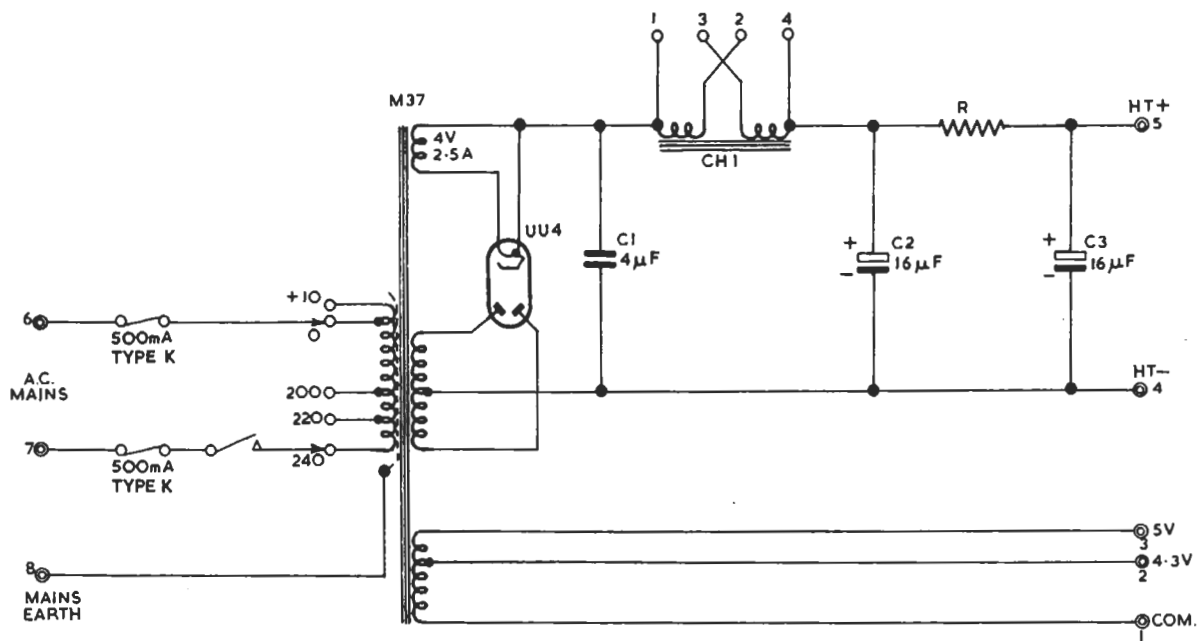 1 3 2 4
M37
4V
2·5A
CH1
R
HT+
5
UU4
C1
4μF
+
-
C2
16μF
+
-
C3
16μF
+10
6
500mA
TYPE K
0
A.C.
MAINS
200
220
HT-
4
7
500mA
TYPE K
240
5V
3
4·3V
2
8
MAINS
EARTH
COM.
1